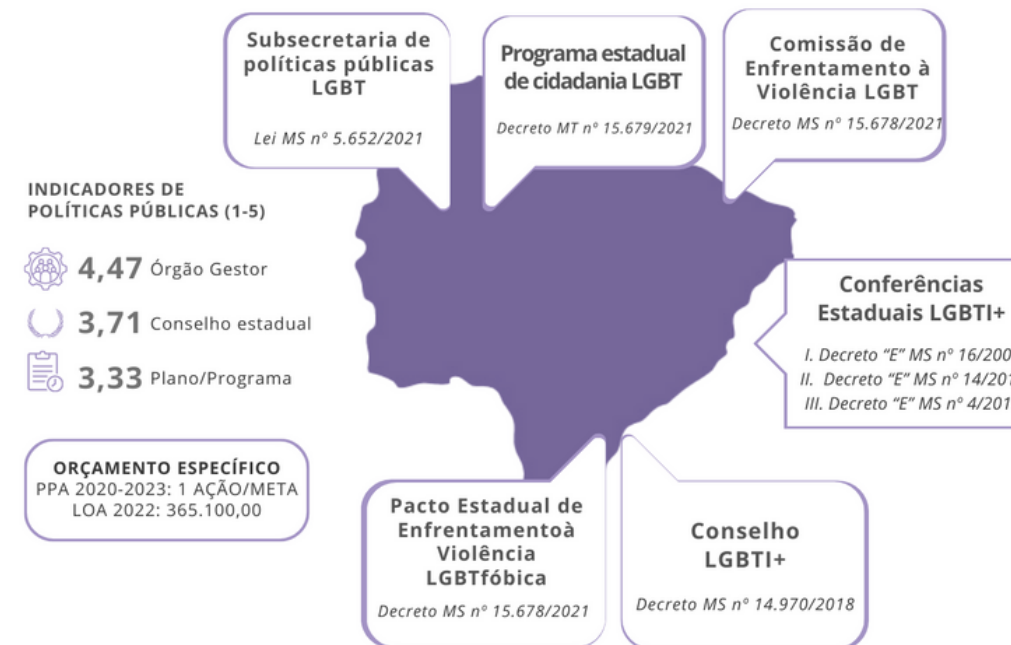 Subsecretaria de
políticas públicas
LGBT
Lei MS nº 5.652/2021
Programa estadual
de cidadania LGBT
Decreto MT nº 15.679/2021
Comissão de
Enfrentamento à
Violência LGBT
Decreto MS nº 15.678/2021
INDICADORES DE
POLÍTICAS PÚBLICAS (1-5)
4,47 Órgão Gestor
3,71 Conselho estadual
3,33 Plano/Programa
Conferências
Estaduais LGBTI+
I. Decreto “E” MS nº
II. Decreto “E” MS nº
III. Decreto “E” MS nº
ORÇAMENTO ESPECÍFICO
PPA 2020-2023: 1 AÇÃO/META
LOA 2022: 365.100,00
Pacto Estadual de
Enfrentamentoà
Violência
LGBTfóbica
Decreto MS nº 15.678/2021
Conselho
LGBTI+
Decreto MS nº 14.970/2018